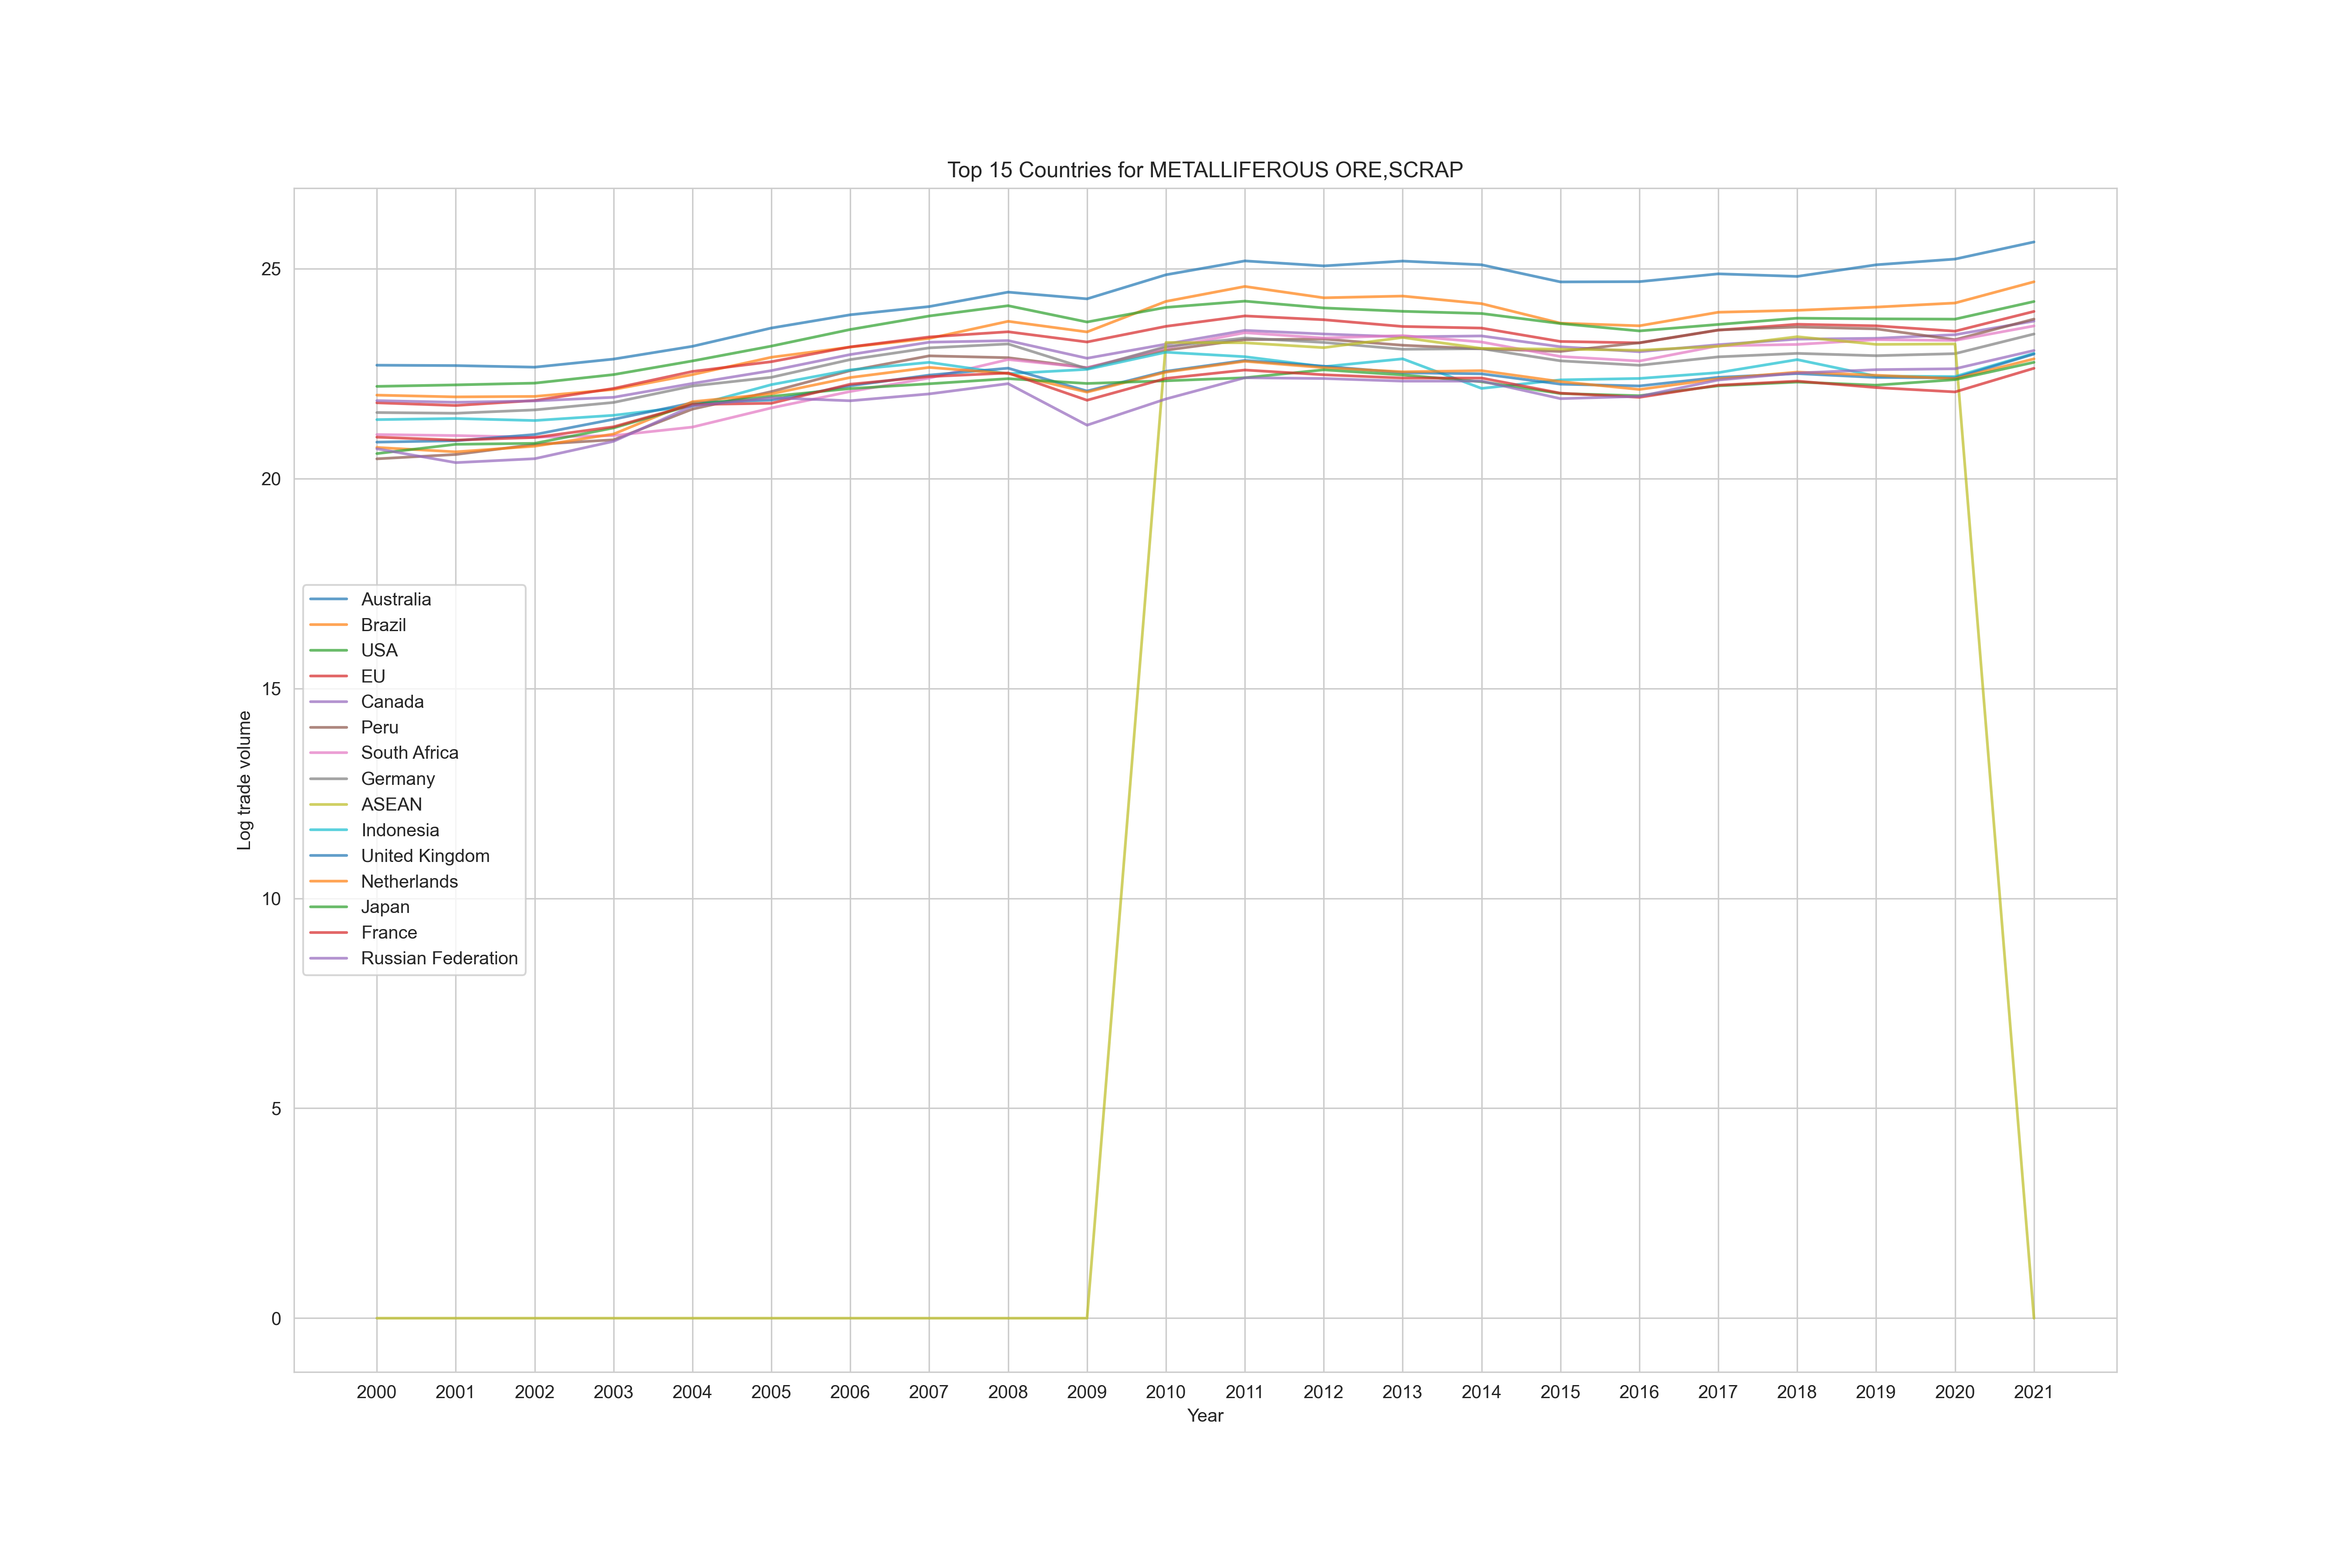 Top 15 Countries for METALLIFEROUS ORE,SCRAP
25
20
15
10
5
0
Log trade volume
Australia
Brazil
USA
EU
Canada
Peru
South Africa
Germany
ASEAN
Indonesia
United Kingdom
Netherlands
Japan
France
Russian Federation
2000 2001 2002 2003 2004 2005 2006 2007 2008 2009 2010 2011 2012 2013 2014 2015 2016 2017 2018 2019 2020 2021
Year